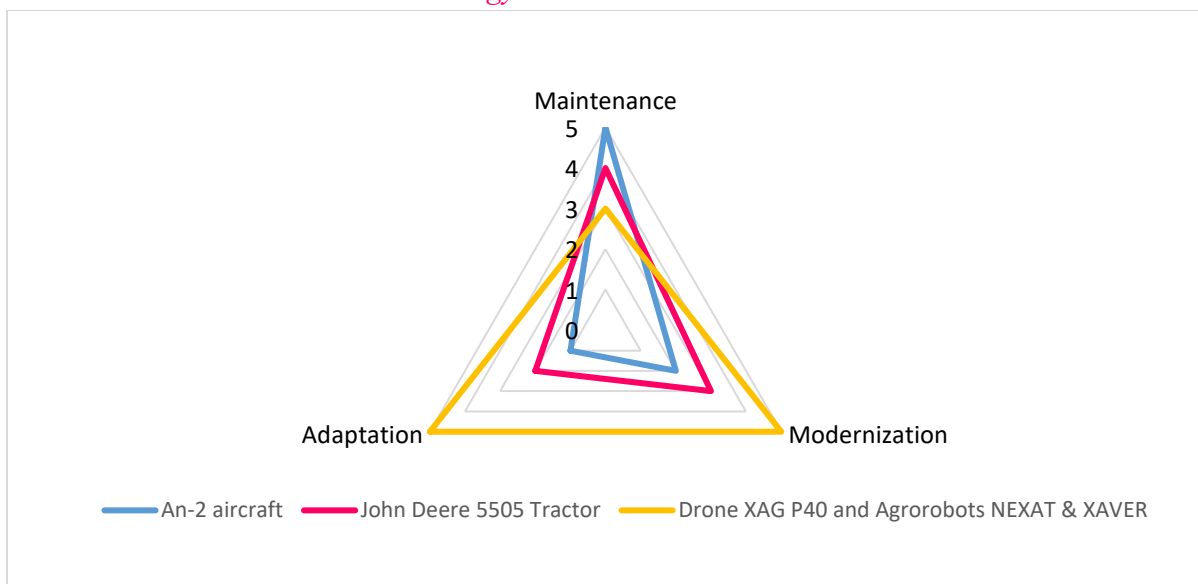 Maintenance
5
4
3
2
1
0
Adaptation
Modernization
An-2 aircraft
John Deere 5505 Tractor
Drone XAG P40 and Agrorobots NEXAT & XAVER